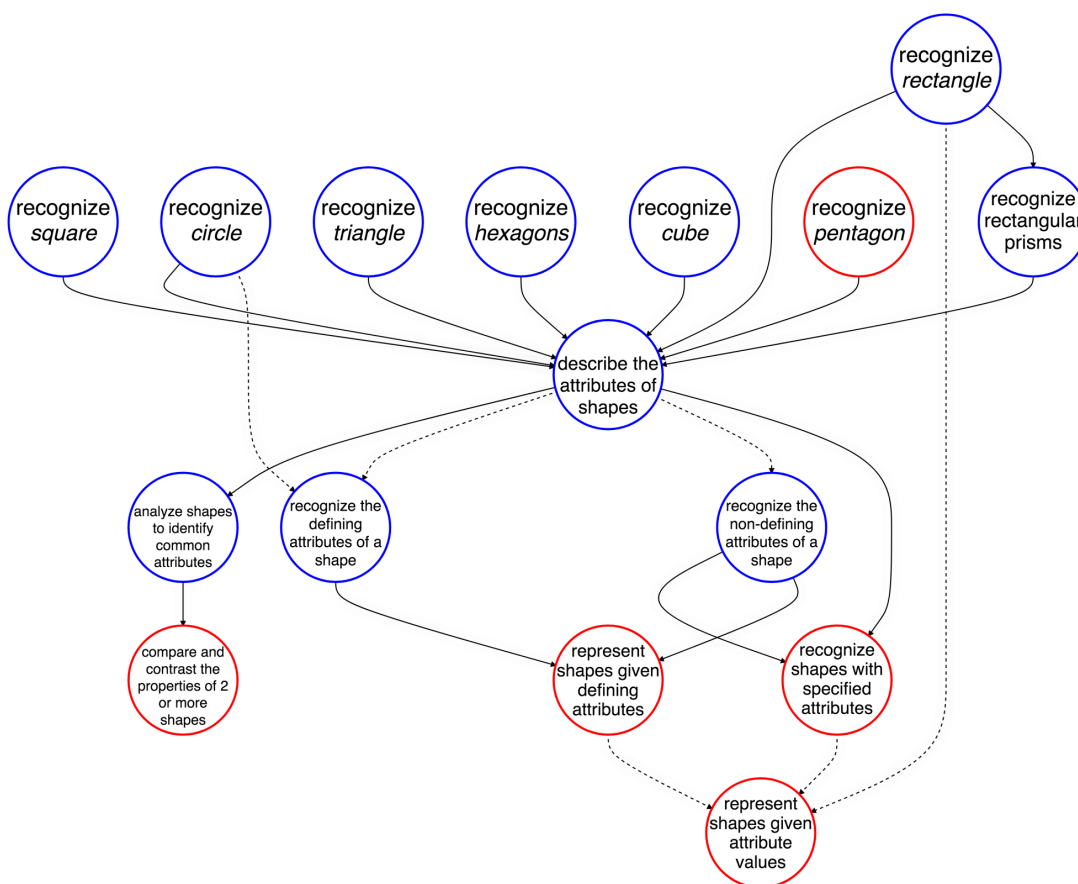 recognize
rectangle
recognize
square
recognize
circle
recognize
triangle
recognize
hexagons
recognize
cube
recognize
pentagon
recognize
rectangular
prisms
describe the
attributes of
shapes
analyze shapes
to identify
common
attributes
recognize the
defining
attributes of a
shape
recognize the
non-defining
attributes of a
shape
compare and
contrast the
properties of 2
or more
shapes
represent
shapes given
defining
attributes
recognize
shapes with
specified
attributes
represent
shapes given
attribute
values